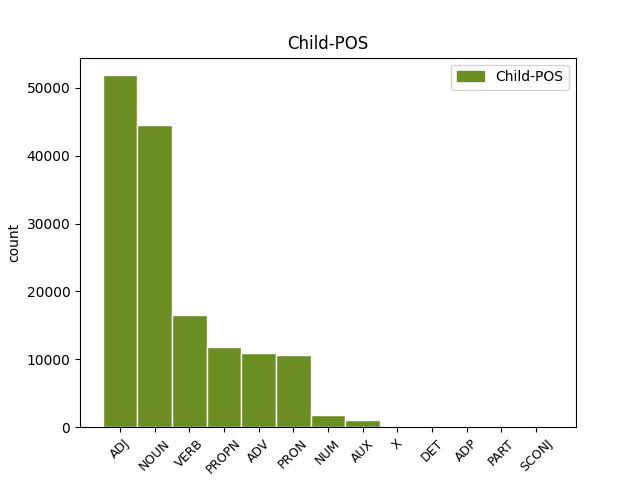 Child-POS
Child-POS
50000
40000
30000
20000
10000
0
count
ADJ NOUN VERB PROPN ADV PRON NUM AUX X DET ADP PART SCONJ